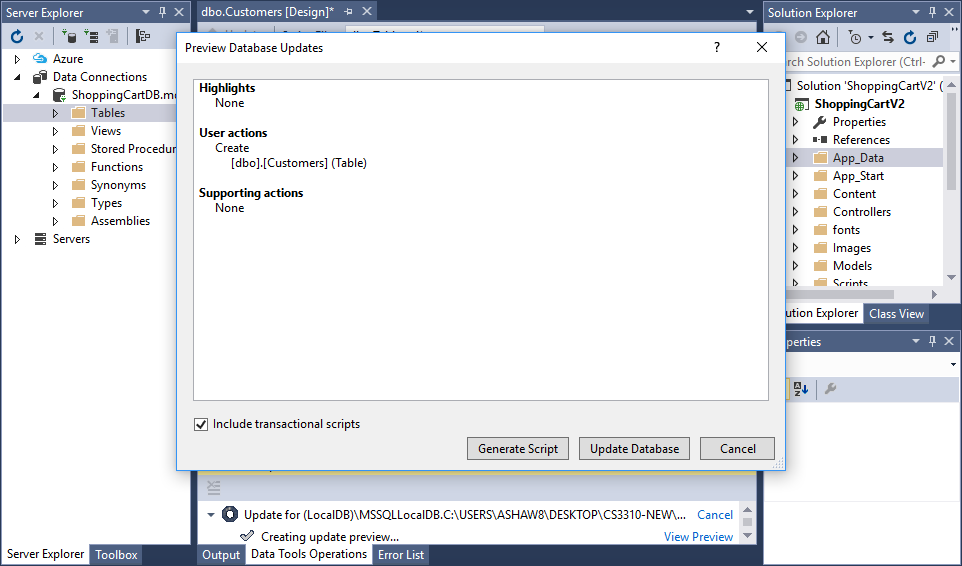 Server Explorer
Azure
Data Connections
ShoppingCartDB.m
Tables
Views
Stored Procedur
Functions
Synonyms
Types
Assemblies
Servers
Server Explorer
Toolbox
dbo.Customers [Design]*
Preview Database Updates
?
Highlights
None
User actions
Create
[dbo].[Customers] (Table)
Supporting actions
None
Include transactional scripts
Generate Script
Update Database
Cancel
Update for (LocalDB)\MSSQLLocalDB.C:\USERS\ASHAW8\DESKTOP\CS3310-NEW\...
Cancel
Creating update preview...
View Preview
Output
Data Tools Operations
Error List
Solution Explorer
rch Solution Explorer (Ctrl-
Solution 'ShoppingCartV2' (
ShoppingCartV2
Properties
References
App_Data
App_Start
Content
Controllers
fonts
Images
Models
Scripts
ution Explorer
Class View
perties